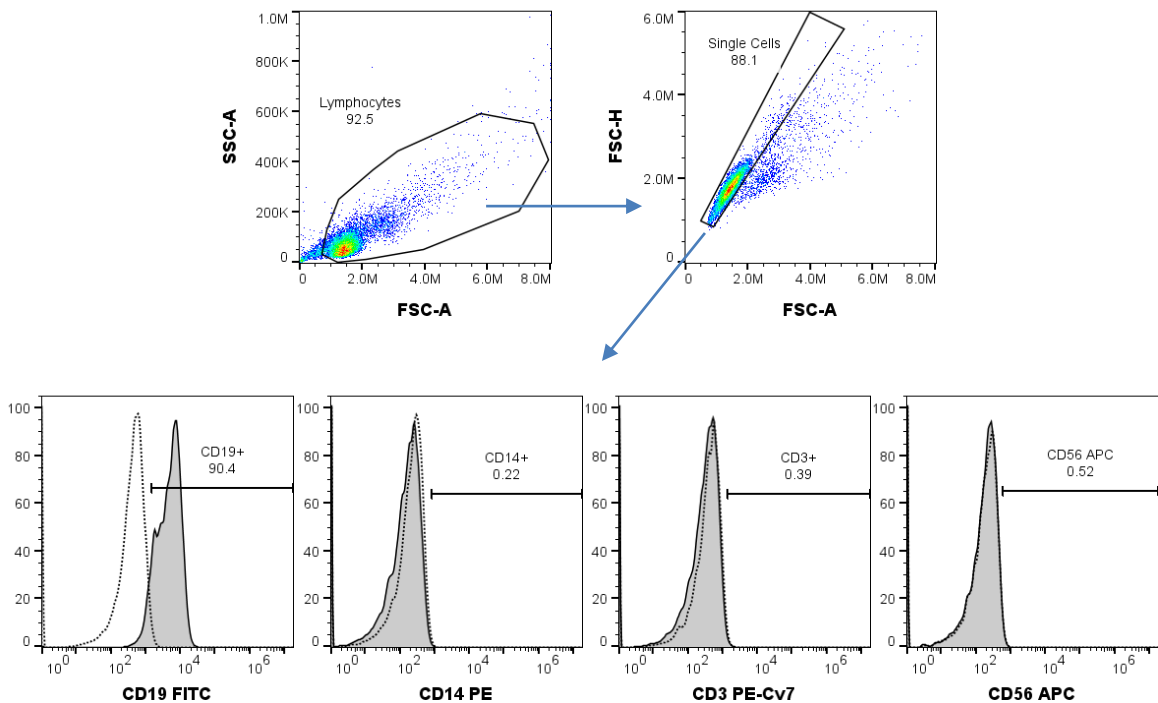 1.0M
800K
600K
400K
200K
0
SSC-A
Lymphocytes
92.5
0 2.0M 4.0M 6.0M 8.0M
FSC-A
6.0M
4.0M
2.0M
0
FSC-H
Single Cells
88.1
0 2.0M 4.0M 6.0M 8.0M
FSC-A
100
80
60
40
20
0
CD19+
90.4
10^0 10^2 10^4 10^6
CD19 FITC
100
80
60
40
20
0
CD14+
0.22
10^0 10^2 10^4 10^6
CD14 PE
100
80
60
40
20
0
CD3+
0.39
10^0 10^2 10^4 10^6
CD3 PE-Cv7
100
80
60
40
20
0
CD56 APC
0.52
10^0 10^2 10^4 10^6
CD56 APC